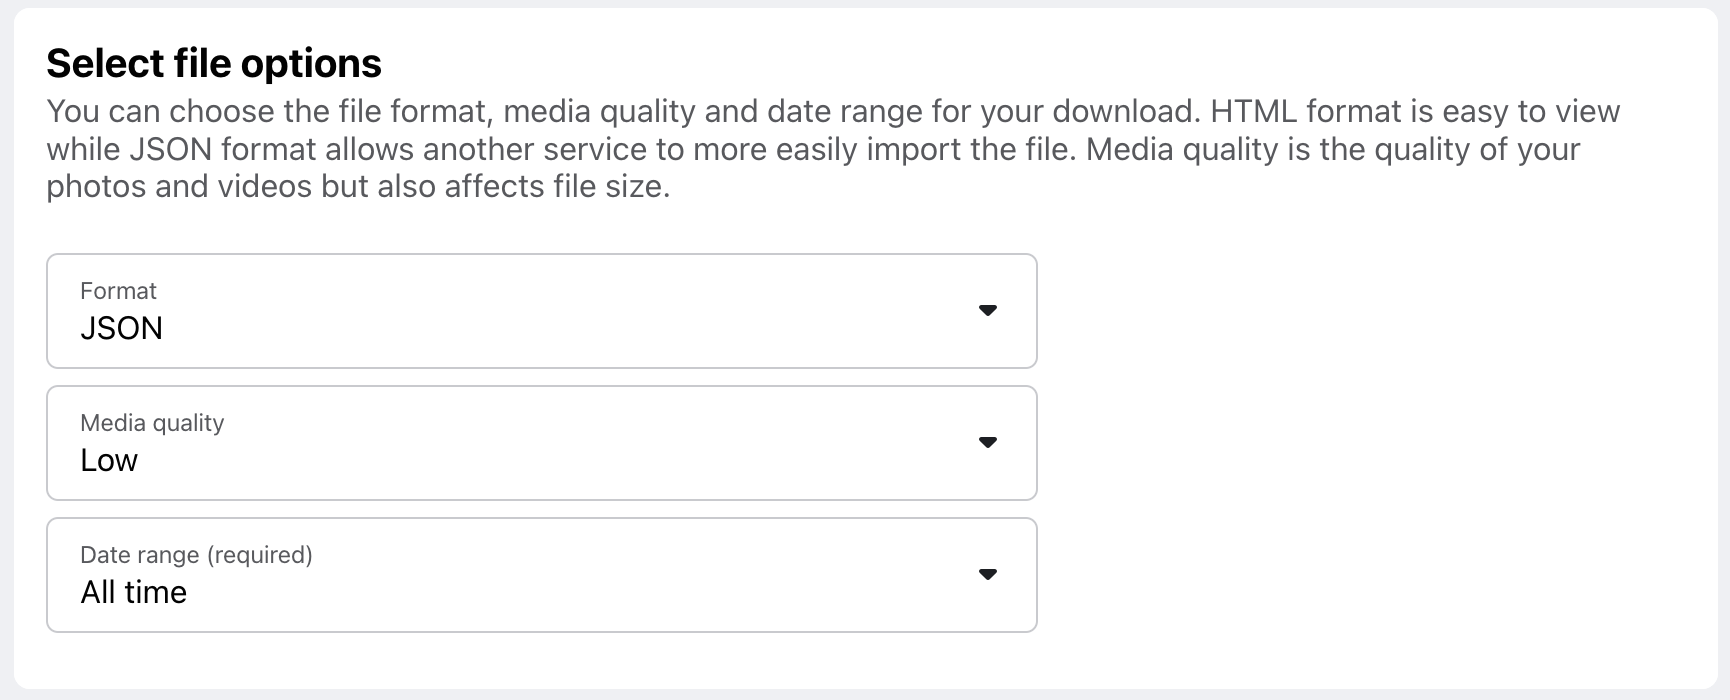 Select file options
You can choose the file format, media quality and date range for your download. HTML format is easy to view
while JSON format allows another service to more easily import the file. Media quality is the quality of your
photos and videos but also affects file size.
Format
JSON
Media quality
Low
Date range (required)
All time